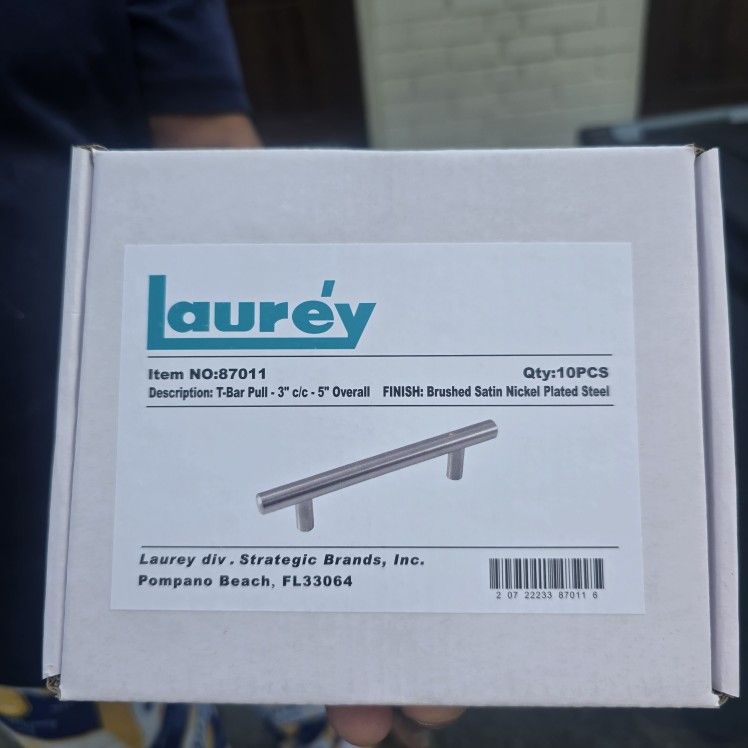 Lauréy
Item NO:87011 Qty:10PCS
Description: T-Bar Pull - 3" c/c - 5" Overall FINISH: Brushed Satin Nickel Plated Steel
Laurey div . Strategic Brands, Inc.
Pompano Beach, FL33064
2 07 22233 87011 6